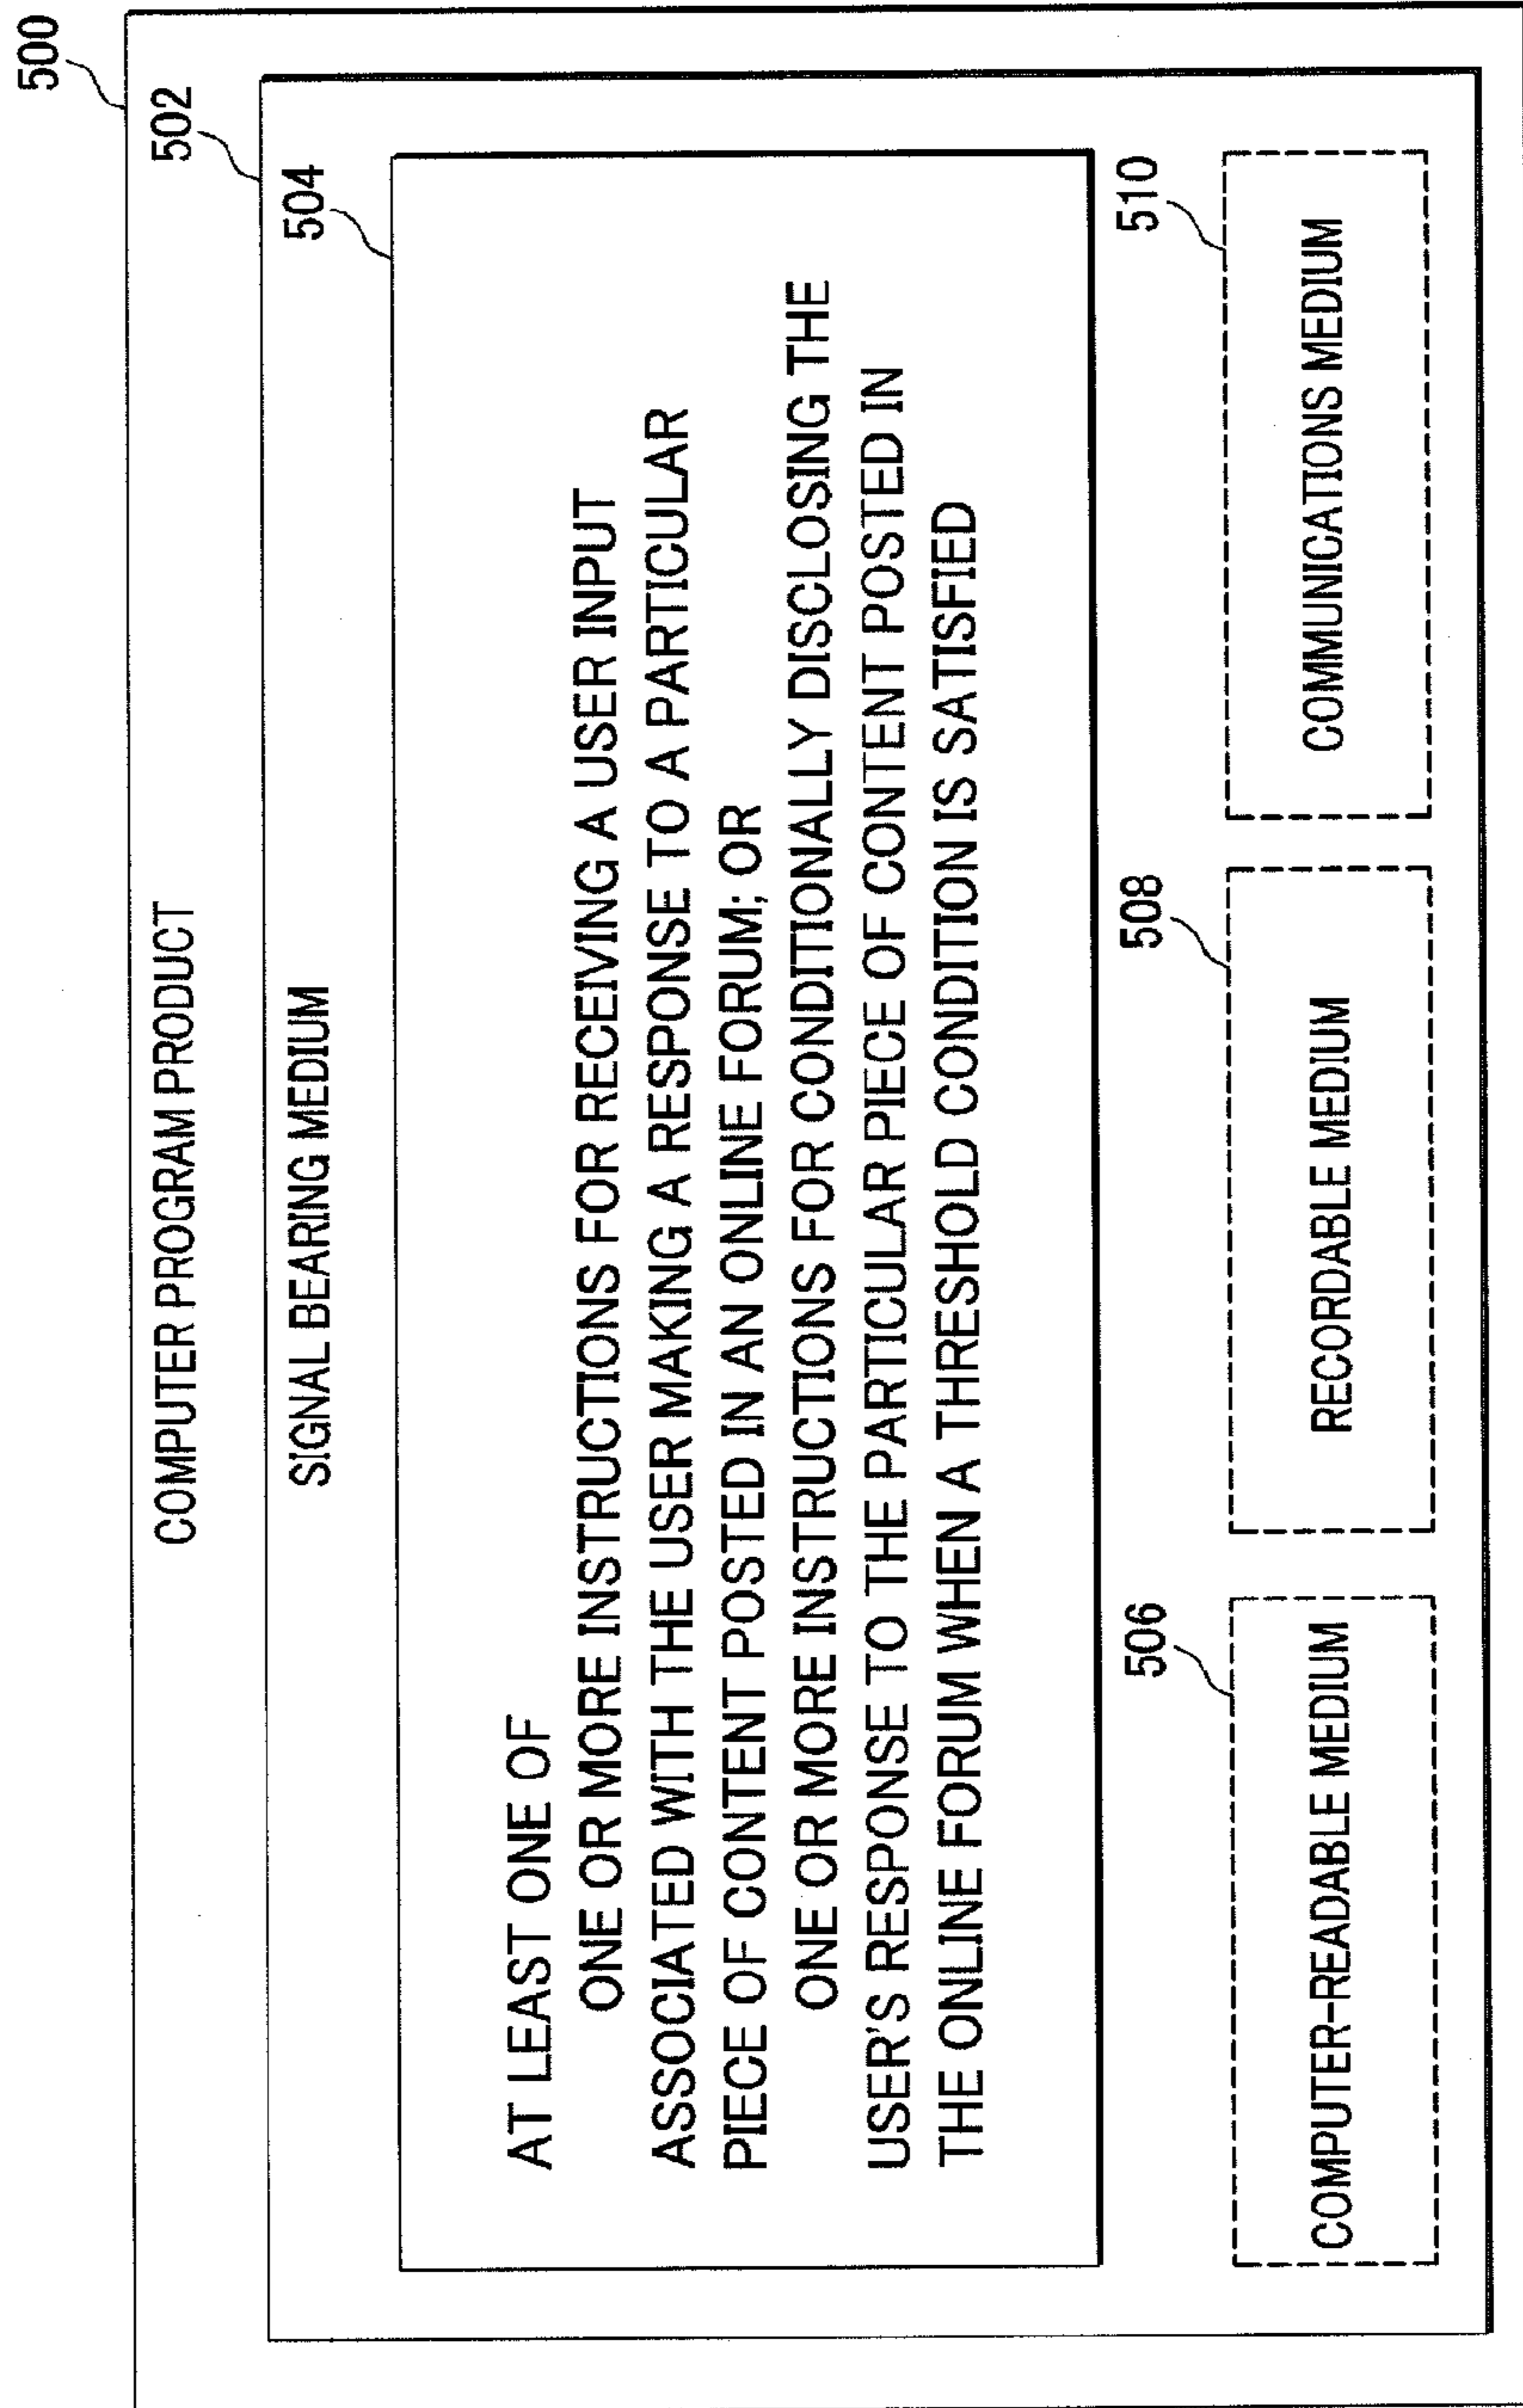 500
COMPUTER PROGRAM PRODUCT
502
SIGNAL BEARING MEDIUM
504
AT LEAST ONE OF
ONE OR MORE INSTRUCTIONS FOR RECEIVING A USER INPUT
ASSOCIATED WITH THE USER MAKING A RESPONSE TO A PARTICULAR
PIECE OF CONTENT POSTED IN AN ONLINE FORUM; OR
ONE OR MORE INSTRUCTIONS FOR CONDITIONALLY DISCLOSING THE
USER'S RESPONSE TO THE PARTICULAR PIECE OF CONTENT POSTED IN
THE ONLINE FORUM WHEN A THRESHOLD CONDITION IS SATISFIED
506
COMPUTER-READABLE MEDIUM
508
RECORDABLE MEDIUM
510
COMMUNICATIONS MEDIUM